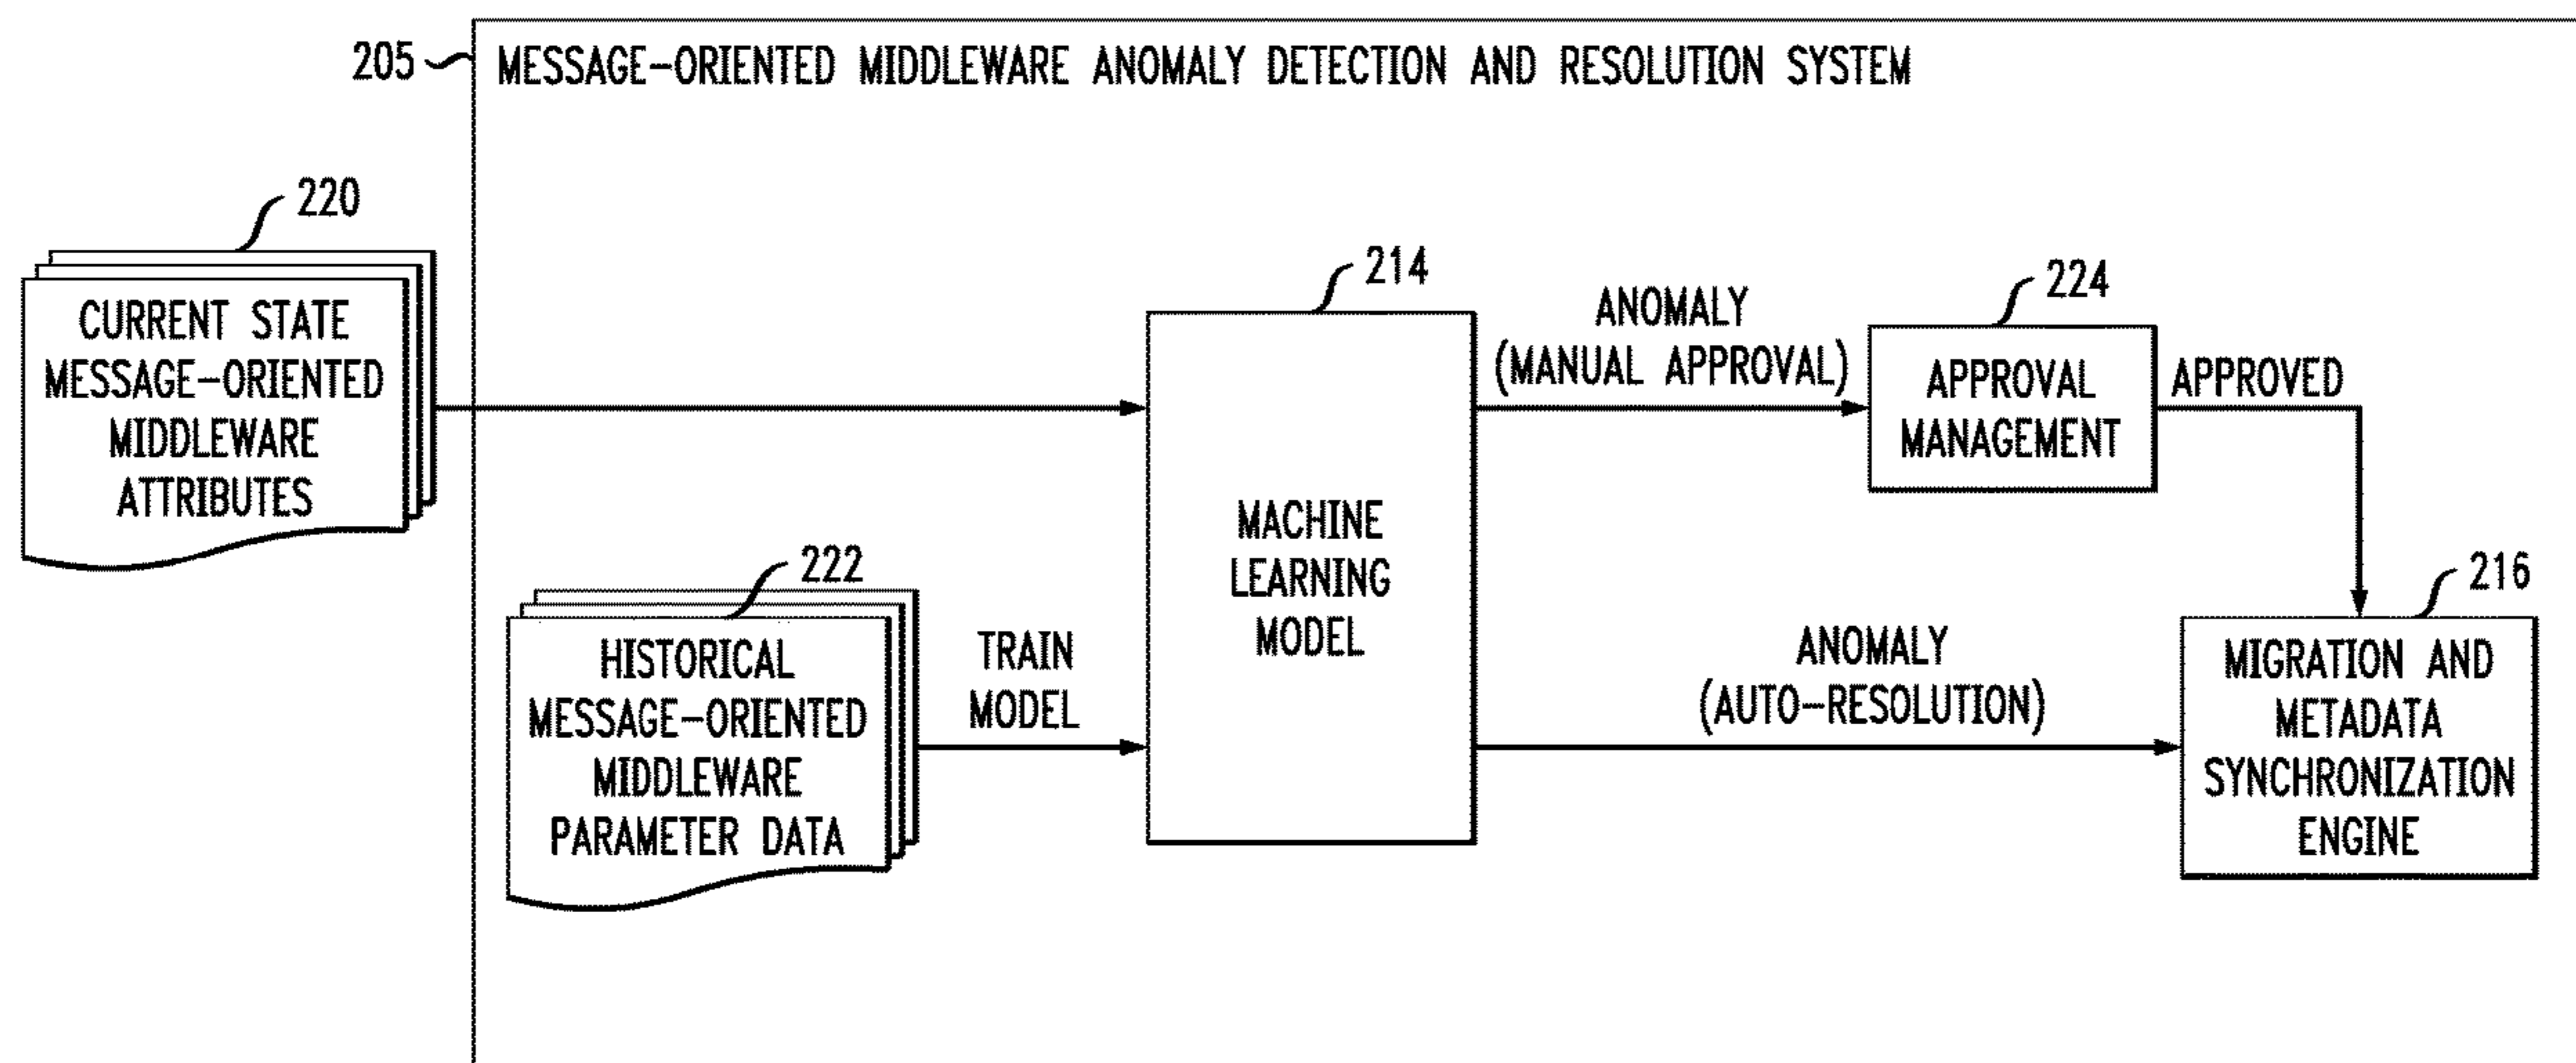 205
MESSAGE-ORIENTED MIDDLEWARE ANOMALY DETECTION AND RESOLUTION SYSTEM
220
CURRENT STATE
MESSAGE-ORIENTED
MIDDLEWARE
ATTRIBUTES
222
HISTORICAL
MESSAGE-ORIENTED
MIDDLEWARE
PARAMETER DATA
TRAIN
MODEL
214
MACHINE
LEARNING
MODEL
ANOMALY
(MANUAL APPROVAL)
224
APPROVAL
MANAGEMENT
APPROVED
ANOMALY
(AUTO-RESOLUTION)
216
MIGRATION AND
METADATA
SYNCHRONIZATION
ENGINE